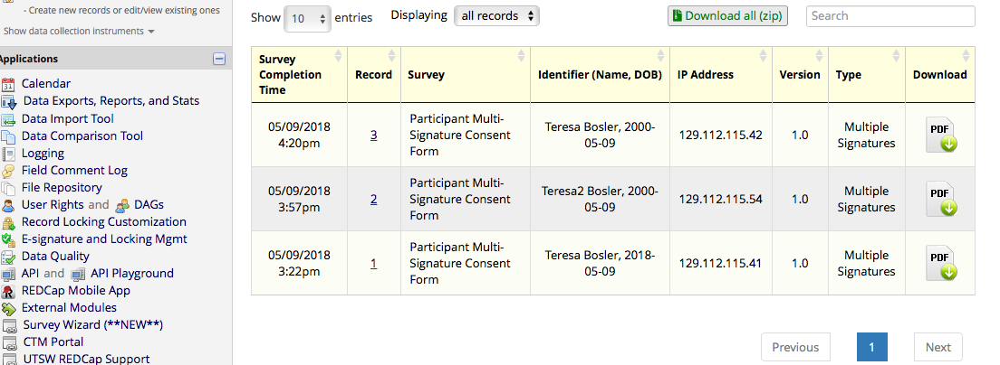 - Create new records or edit/view existing ones
Show data collection instruments
Applications
Calendar
Data Exports, Reports, and Stats
Data Import Tool
Data Comparison Tool
Logging
Field Comment Log
File Repository
User Rights and DAGs
Record Locking Customization
E-signature and Locking Mgmt
Data Quality
API and API Playground
REDCap Mobile App
External Modules
Survey Wizard (**NEW**)
CTM Portal
UTSW REDCap Support
Show 10 entries Displaying all records Download all (zip) Search
Survey
Completion
Time
Record
Survey
Identifier (Name, DOB)
IP Address
Version
Type
Download
05/09/2018
4:20pm
3
Participant Multi-
Signature Consent
Form
Teresa Bosler, 2000-
05-09
129.112.115.42
1.0
Multiple
Signatures
PDF
05/09/2018
3:57pm
2
Participant Multi-
Signature Consent
Form
Teresa2 Bosler, 2000-
05-09
129.112.115.54
1.0
Multiple
Signatures
PDF
05/09/2018
3:22pm
1
Participant Multi-
Signature Consent
Form
Teresa Bosler, 2018-
05-09
129.112.115.41
1.0
Multiple
Signatures
PDF
Previous 1 Next